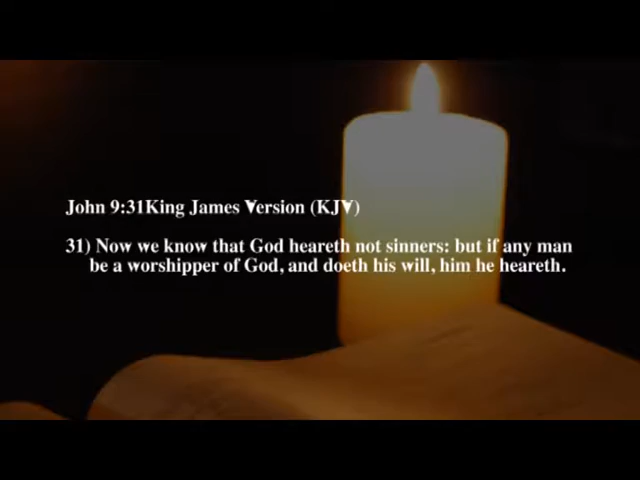 John 9:31King James Version (KJV)
31) Now we know that God heareth not sinners: but if any man
be a worshipper of God, and doeth his will, him he heareth.